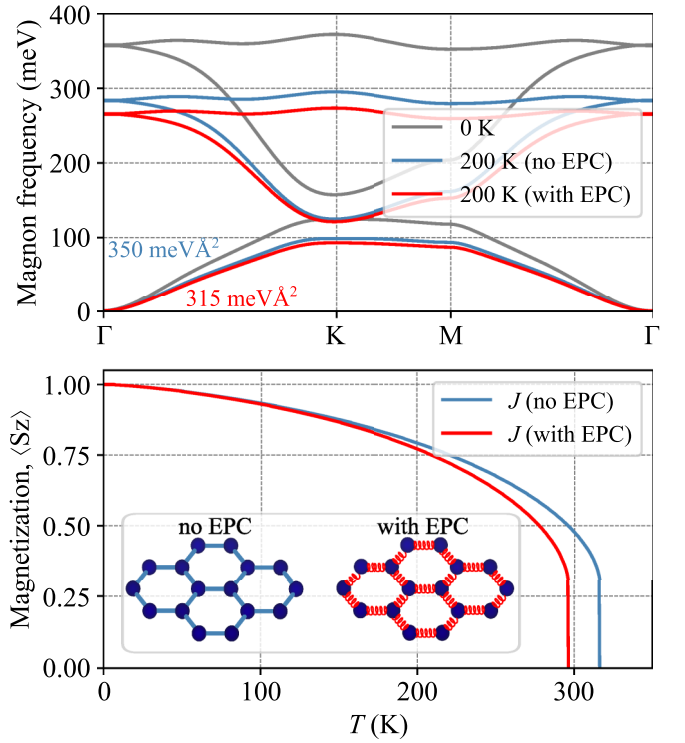 Magnon frequency (meV)
400
300
200
100
0
0 K
200 K (no EPC)
200 K (with EPC)
350 meVÅ²
315 meVÅ²
Γ K M Γ
Magnetization, ⟨Sz⟩
1.00
0.75
0.50
0.25
0.00
J (no EPC)
J (with EPC)
no EPC with EPC
0 100 200 300
T (K)